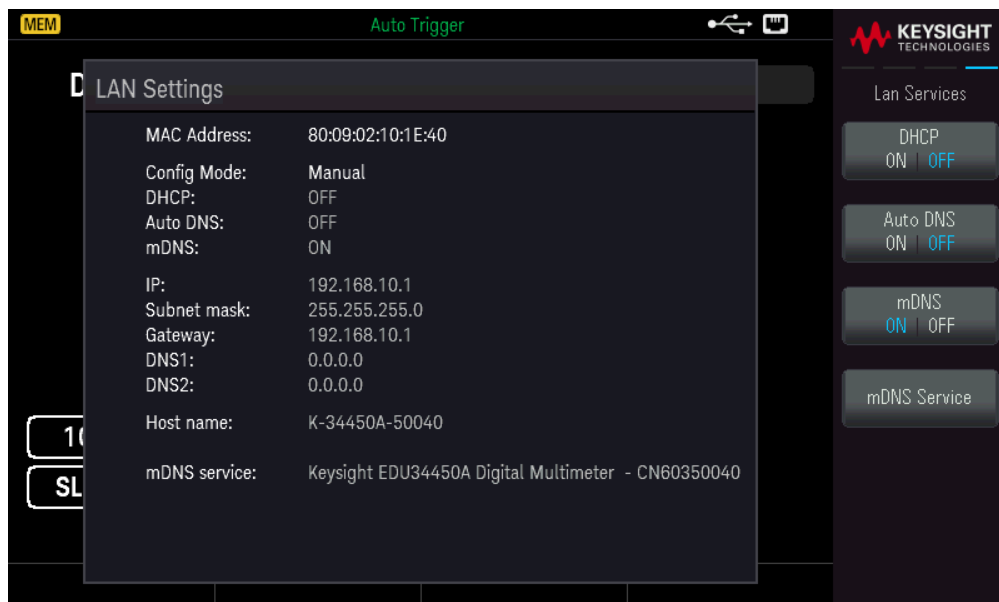 MEM
Auto Trigger
KEYSIGHT
TECHNOLOGIES
D
LAN Settings
Lan Services
MAC Address: 80:09:02:10:1E:40
DHCP
ON | OFF
Config Mode: Manual
DHCP: OFF
Auto DNS: OFF
mDNS: ON
Auto DNS
ON | OFF
IP: 192.168.10.1
Subnet mask: 255.255.255.0
Gateway: 192.168.10.1
DNS1: 0.0.0.0
DNS2: 0.0.0.0
mDNS
ON | OFF
mDNS Service
Host name: K-34450A-50040
10
mDNS service: Keysight EDU34450A Digital Multimeter - CN60350040
SL